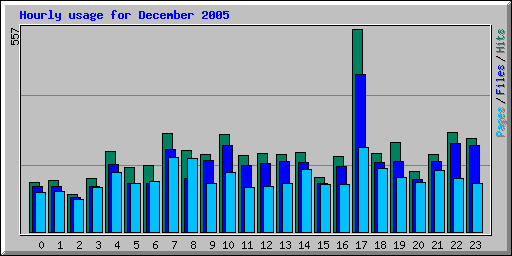 Hourly usage for December 2005
557
Pages / Files / Hits
0 1 2 3 4 5 6 7 8 9 10 11 12 13 14 15 16 17 18 19 20 21 22 23